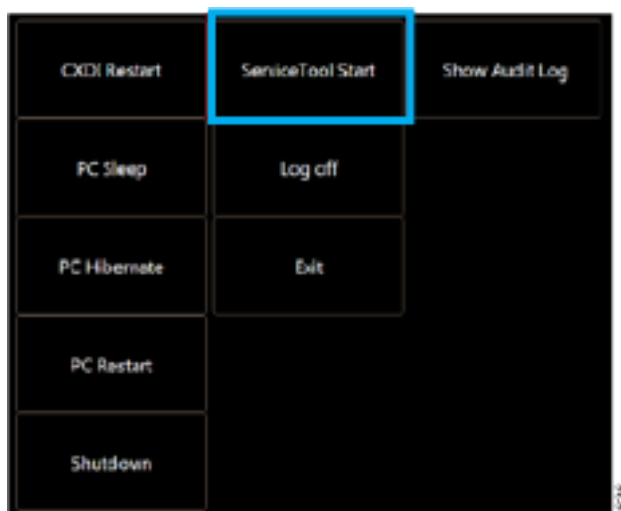 CXDI Restart
ServiceTool Start
Show Audit Log
PC Sleep
Log off
PC Hibernate
Exit
PC Restart
Shutdown